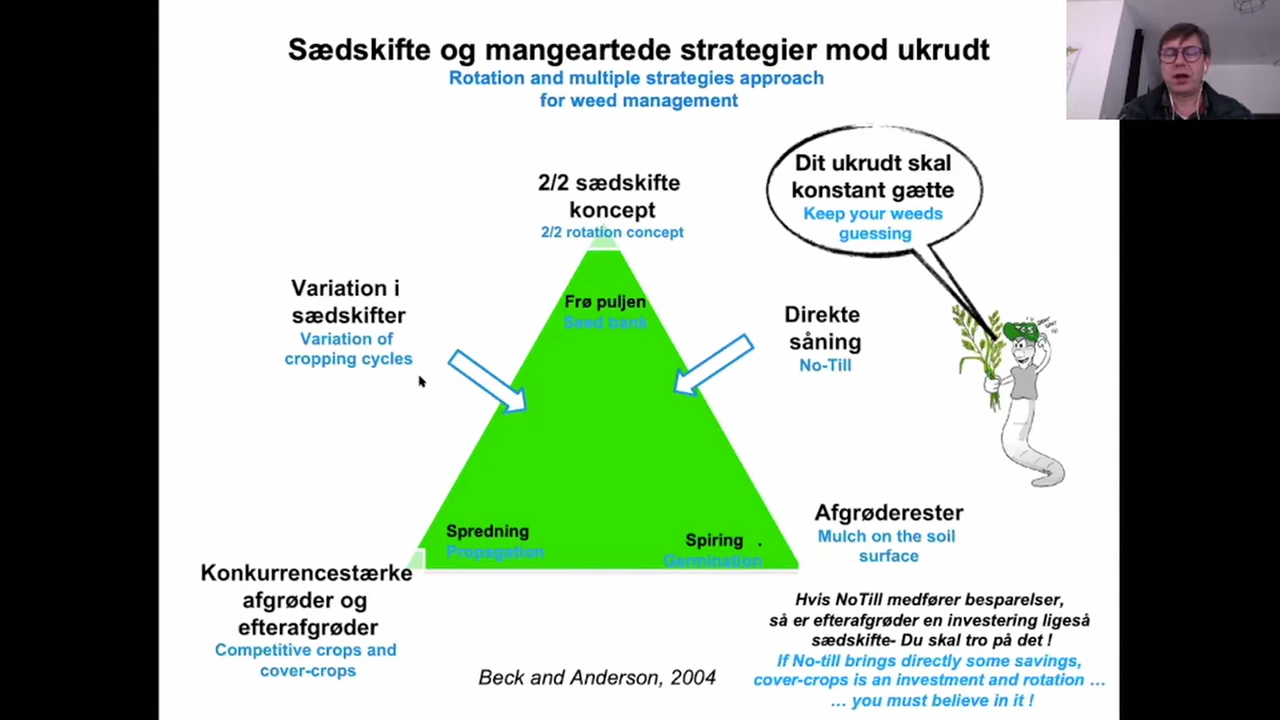 Sædskifte og mangeartede strategier mod ukrudt
Rotation and multiple strategies approach
for weed management
Dit ukrudt skal
konstant gætte
Keep your weeds
guessing
2/2 sædskifte
koncept
2/2 rotation concept
Variation i
sædskifter
Variation of
cropping cycles
Frø puljen
Seed bank
Direkte
såning
No-Till
Spredning
Propagation
Spiring .
Germination
Afgrøderester
Mulch on the soil
surface
Konkurrencestærke
afgrøder og
efterafgrøder
Competitive crops and
cover-crops
Beck and Anderson, 2004
Hvis NoTill medfører besparelser,
så er efterafgrøder en investering ligeså
sædskifte- Du skal tro på det !
If No-till brings directly some savings,
cover-crops is an investment and rotation …
… you must believe in it !